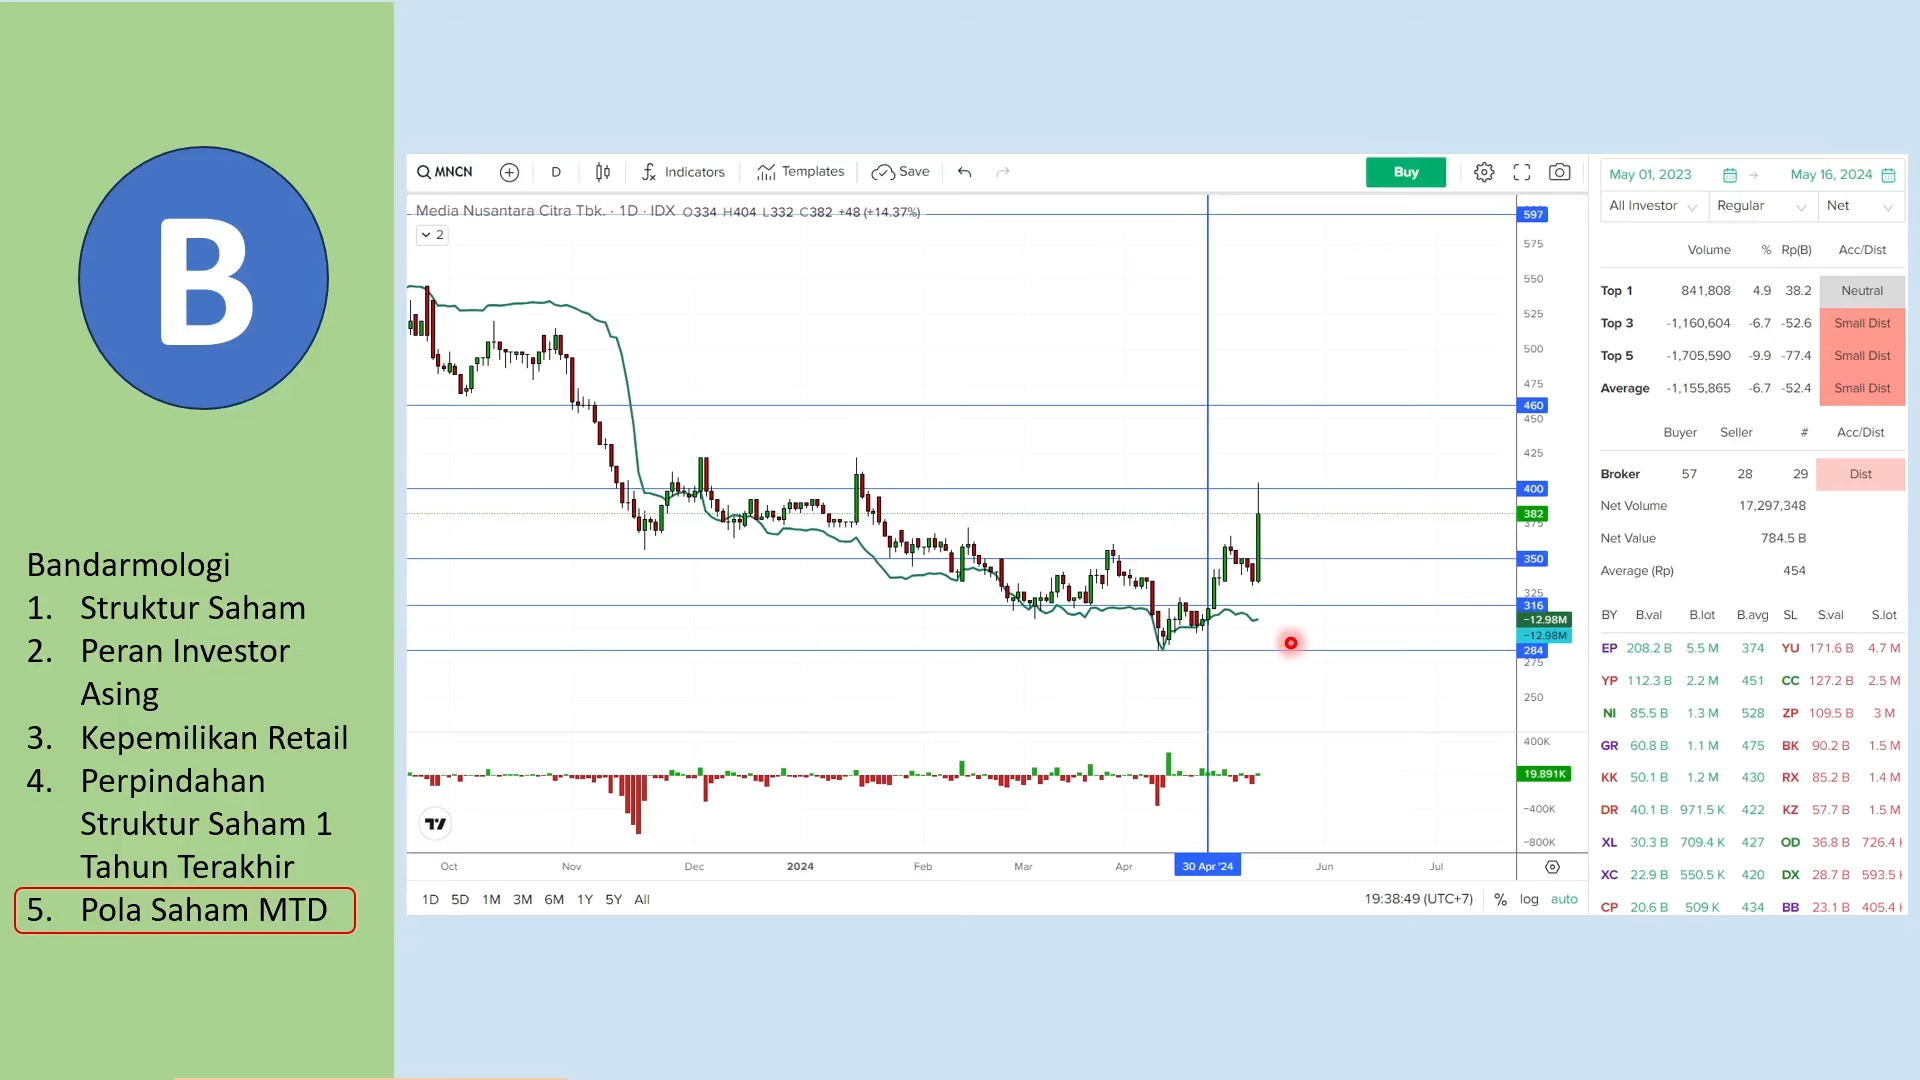 B
Bandarmologi
1. Struktur Saham
2. Peran Investor
Asing
3. Kepemilikan Retail
4. Perpindahan
Struktur Saham 1
Tahun Terakhir
5. Pola Saham MTD
MNCN D Indicators Templates Save Buy
Media Nusantara Citra Tbk. · 1D · IDX O334 H404 L332 C382 +48 (+14.37%)
2
597
575
550
525
500
475
460
450
425
400
382
375
350
325
316
−12.98M
−12.98M
284
275
250
400K
19.891K
−400K
−800K
Oct Nov Dec 2024 Feb Mar Apr 30 Apr '24 Jun Jul
1D 5D 1M 3M 6M 1Y 5Y All 19:38:49 (UTC+7) % log auto
May 01, 2023 → May 16, 2024
All Investor Regular Net
Volume % Rp(B) Acc/Dist
Top 1 841,808 4.9 38.2 Neutral
Top 3 -1,160,604 -6.7 -52.6 Small Dist
Top 5 -1,705,590 -9.9 -77.4 Small Dist
Average -1,155,865 -6.7 -52.4 Small Dist
Buyer Seller # Acc/Dist
Broker 57 28 29 Dist
Net Volume 17,297,348
Net Value 784.5 B
Average (Rp) 454
BY B.val B.lot B.avg SL S.val S.lot
EP 208.2 B 5.5 M 374 YU 171.6 B 4.7 M
YP 112.3 B 2.2 M 451 CC 127.2 B 2.5 M
NI 85.5 B 1.3 M 528 ZP 109.5 B 3 M
GR 60.8 B 1.1 M 475 BK 90.2 B 1.5 M
KK 50.1 B 1.2 M 430 RX 85.2 B 1.4 M
DR 40.1 B 971.5 K 422 KZ 57.7 B 1.5 M
XL 30.3 B 709.4 K 427 OD 36.8 B 726.4
XC 22.9 B 550.5 K 420 DX 28.7 B 593.5
CP 20.6 B 509 K 434 BB 23.1 B 405.4